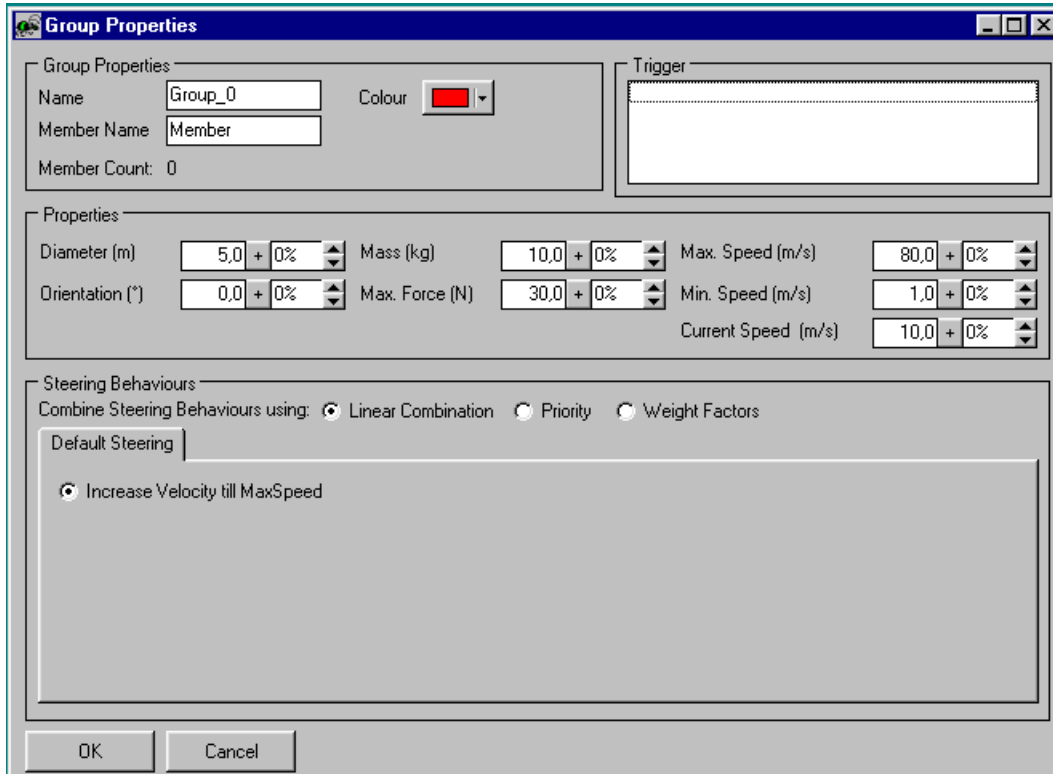 Group Properties
Group Properties
Name Group_0 Colour
Member Name Member
Member Count: 0
Trigger
Properties
Diameter (m) 5,0 + 0% Mass (kg) 10,0 + 0% Max. Speed (m/s) 80,0 + 0%
Orientation (°) 0,0 + 0% Max. Force (N) 30,0 + 0% Min. Speed (m/s) 1,0 + 0%
Current Speed (m/s) 10,0 + 0%
Steering Behaviours
Combine Steering Behaviours using: Linear Combination Priority Weight Factors
Default Steering
Increase Velocity till MaxSpeed
OK Cancel